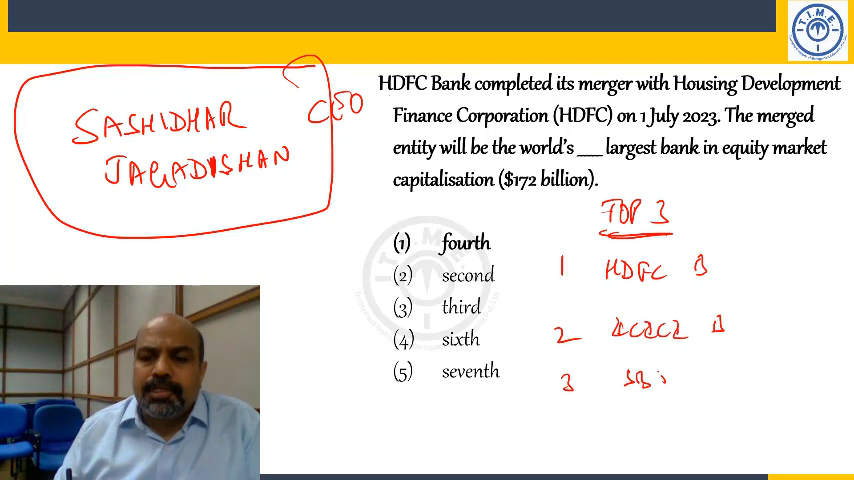 T.I.M.E.
SASHIDHAR
JAGADISHAN
CEO
HDFC Bank completed its merger with Housing Development
Finance Corporation (HDFC) on 1 July 2023. The merged
entity will be the world's ___ largest bank in equity market
capitalisation ($172 billion).
(1) fourth
(2) second
(3) third
(4) sixth
(5) seventh
TOP 3
1 HDFC B
2 ICICI B
3 SBI